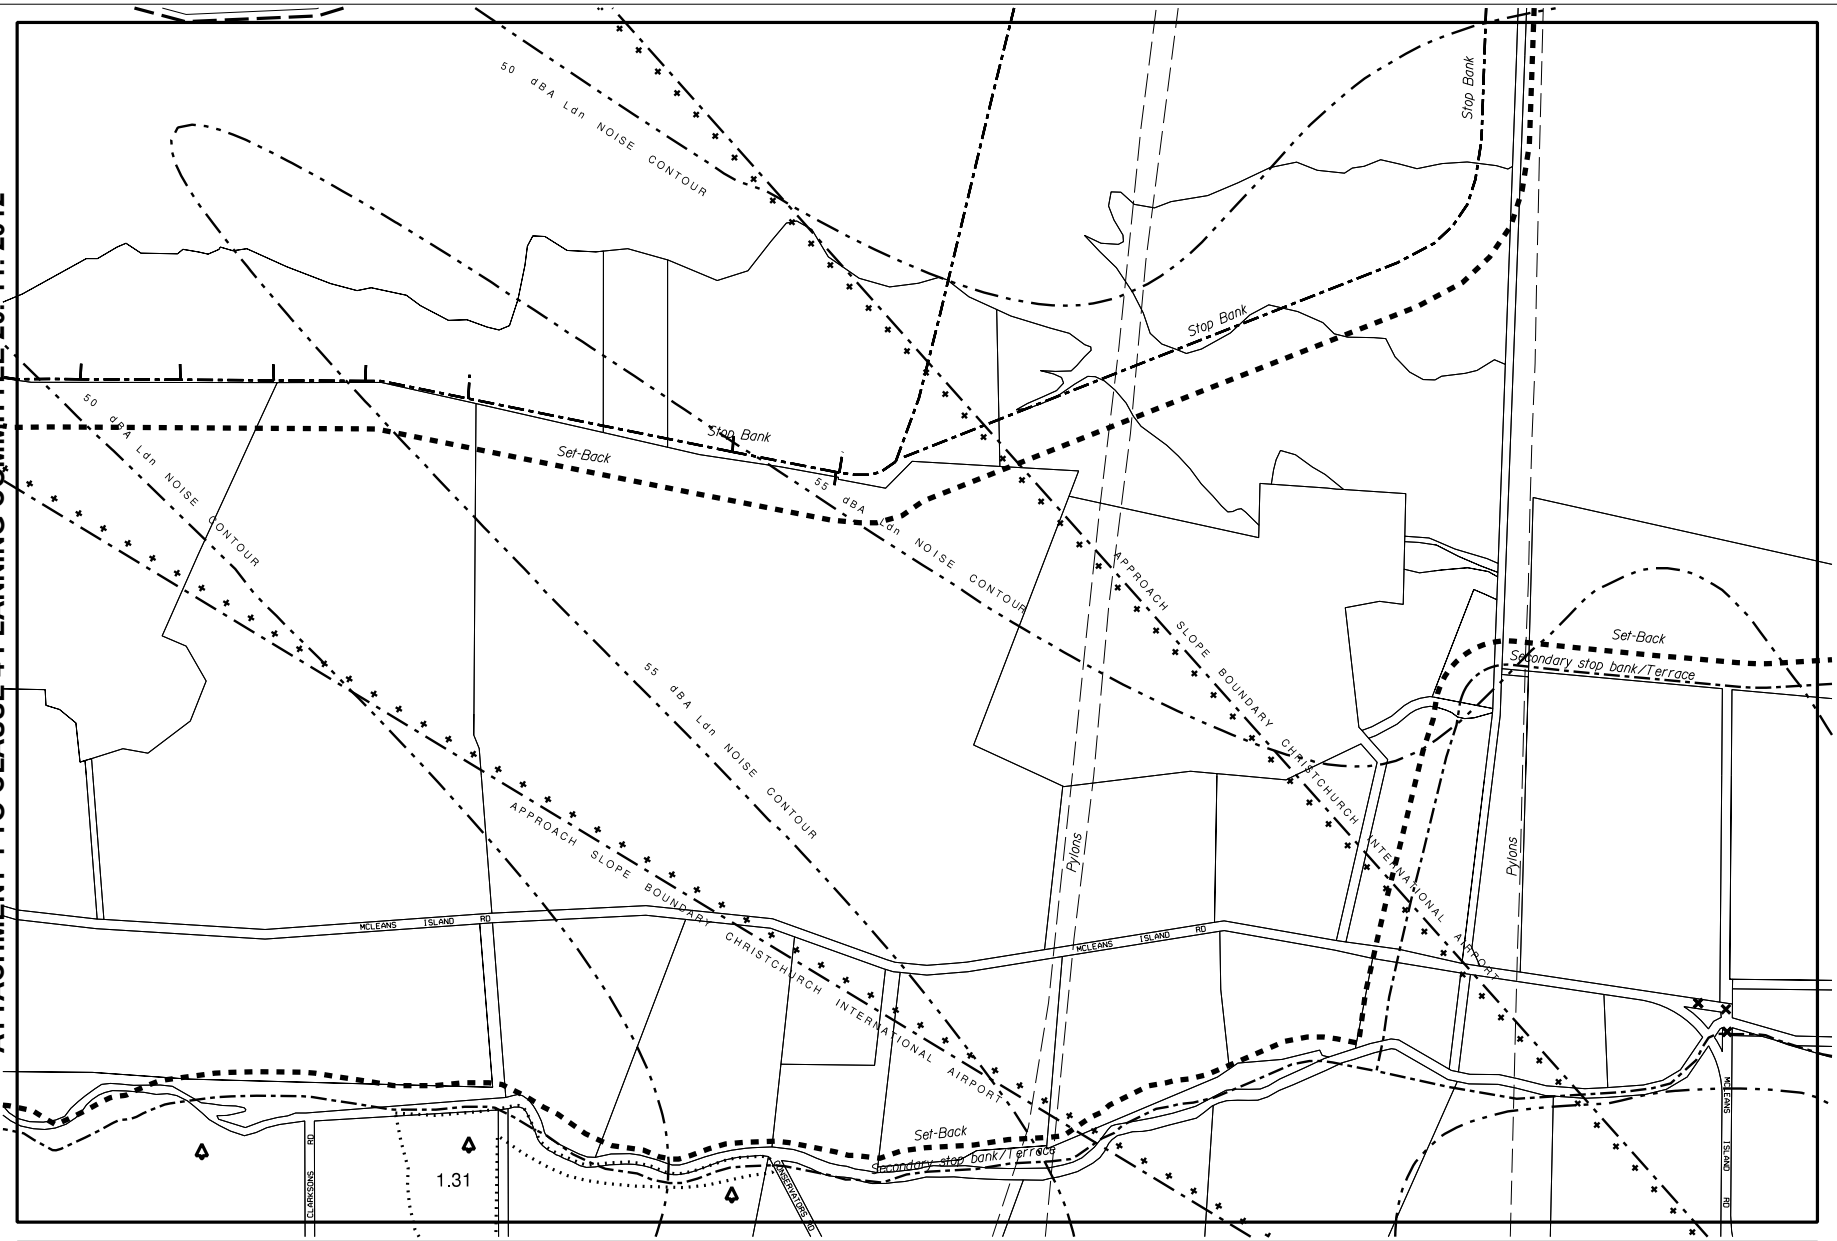 50 dBA Ldn NOISE CONTOUR
Stop Bank
Stop Bank
50 dBA Ldn NOISE CONTOUR
Stop Bank
Set-Back
55 dBA Ldn NOISE CONTOUR
APPROACH SLOPE BOUNDARY CHRISTCHURCH INTERNATIONAL AIRPORT
Set-Back
Secondary stop bank/Terrace
55 dBA Ldn NOISE CONTOUR
APPROACH SLOPE BOUNDARY CHRISTCHURCH INTERNATIONAL AIRPORT
Pylons
Pylons
MCLEANS ISLAND RD
MCLEANS ISLAND RD
MCLEANS ISLAND RD
Set-Back
Secondary stop bank/Terrace
CLARKSONS RD
1.31
CONSERVATORS RD